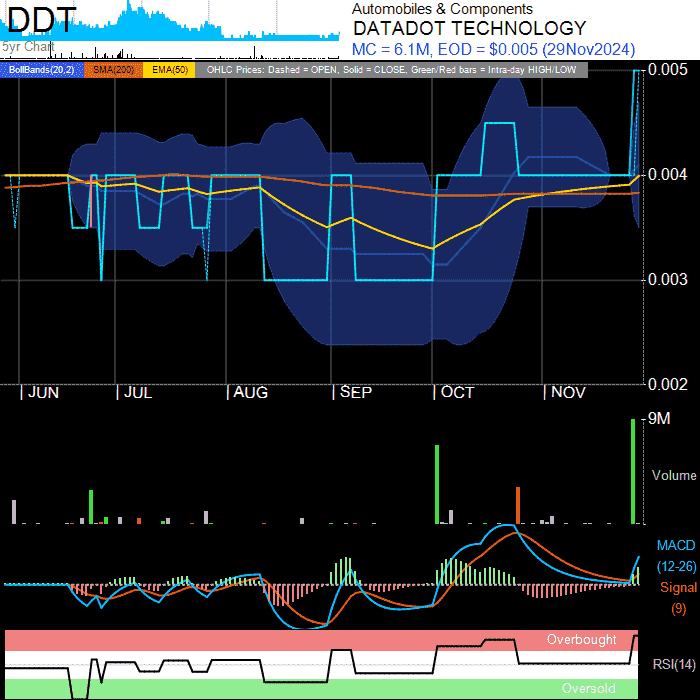 DDT
5yr Chart
Automobiles & Components
DATADOT TECHNOLOGY
MC = 6.1M, EOD = $0.005 (29Nov2024)
BollBands(20,2) SMA(200) EMA(50) OHLC Prices: Dashed = OPEN, Solid = CLOSE, Green/Red bars = Intra-day HIGH/LOW
0.005
0.004
0.003
0.002
| JUN | JUL | AUG | SEP | OCT | NOV
9M
Volume
MACD
(12-26)
Signal
(9)
Overbought
RSI(14)
Oversold